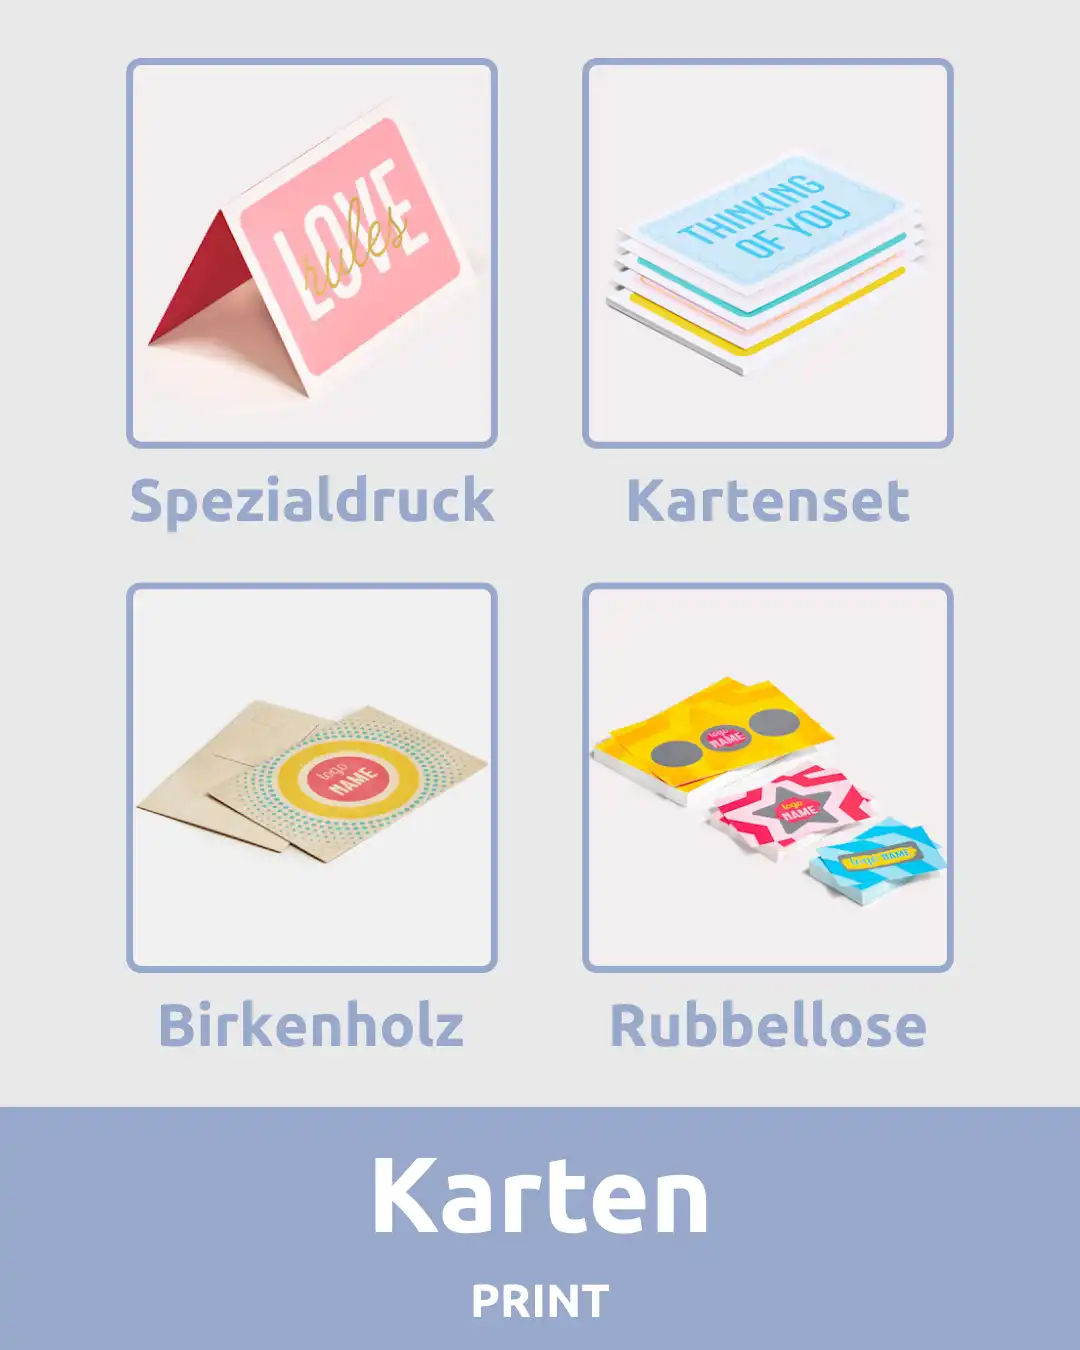 LOVE
rules
THINKING
OF YOU
Spezialdruck
Kartenset
logo
NAME
logo
NAME
logo
NAME
logo NAME
Birkenholz
Rubbellose
Karten
PRINT